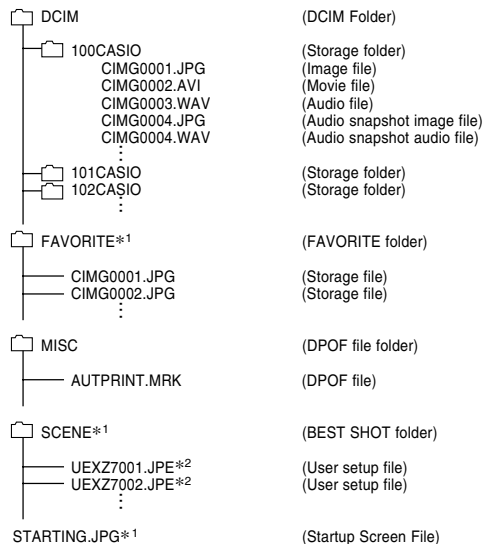 DCIM (DCIM Folder)
100CASIO (Storage folder)
CIMG0001.JPG (Image file)
CIMG0002.AVI (Movie file)
CIMG0003.WAV (Audio file)
CIMG0004.JPG (Audio snapshot image file)
CIMG0004.WAV (Audio snapshot audio file)
101CASIO (Storage folder)
102CASIO (Storage folder)
FAVORITE*1 (FAVORITE folder)
CIMG0001.JPG (Storage file)
CIMG0002.JPG (Storage file)
MISC (DPOF file folder)
AUTPRINT.MRK (DPOF file)
SCENE*1 (BEST SHOT folder)
UEXZ7001.JPE*2 (User setup file)
UEXZ7002.JPE*2 (User setup file)
STARTING.JPG*1 (Startup Screen File)